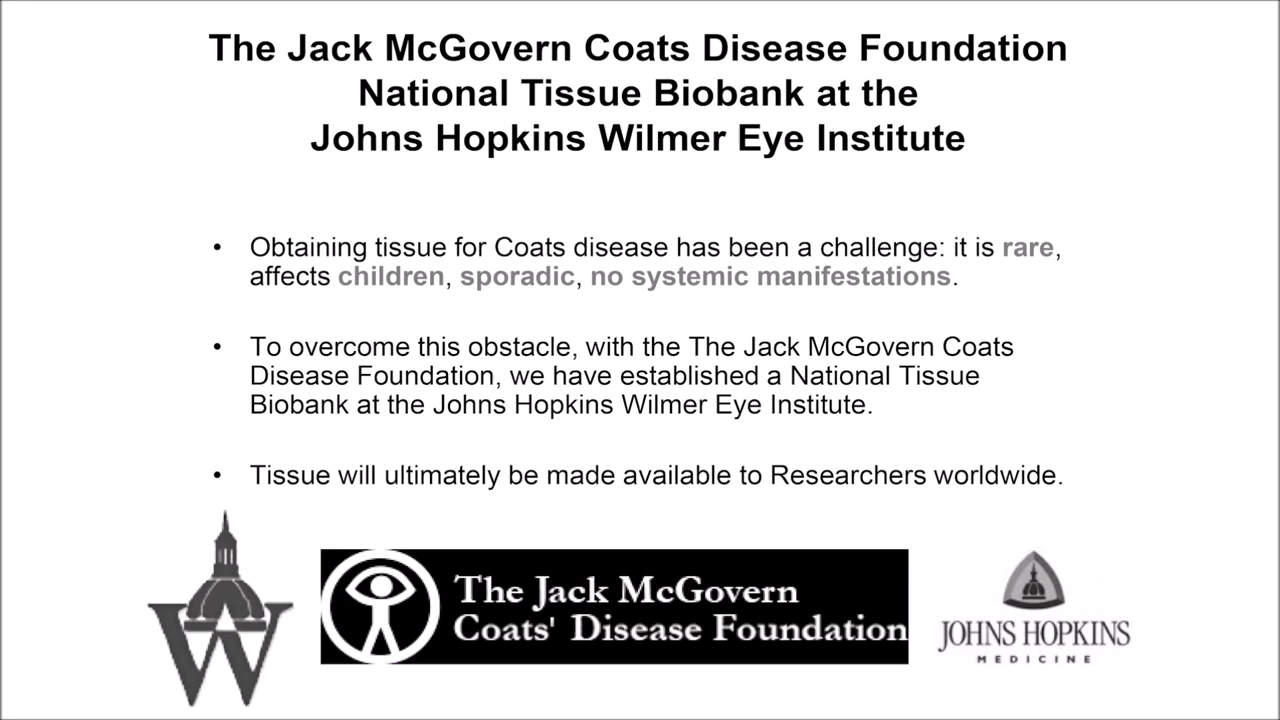 The Jack McGovern Coats Disease Foundation
National Tissue Biobank at the
Johns Hopkins Wilmer Eye Institute
• Obtaining tissue for Coats disease has been a challenge: it is rare,
affects children, sporadic, no systemic manifestations.
• To overcome this obstacle, with the The Jack McGovern Coats
Disease Foundation, we have established a National Tissue
Biobank at the Johns Hopkins Wilmer Eye Institute.
• Tissue will ultimately be made available to Researchers worldwide.
W
The Jack McGovern
Coats' Disease Foundation
JOHNS HOPKINS
MEDICINE